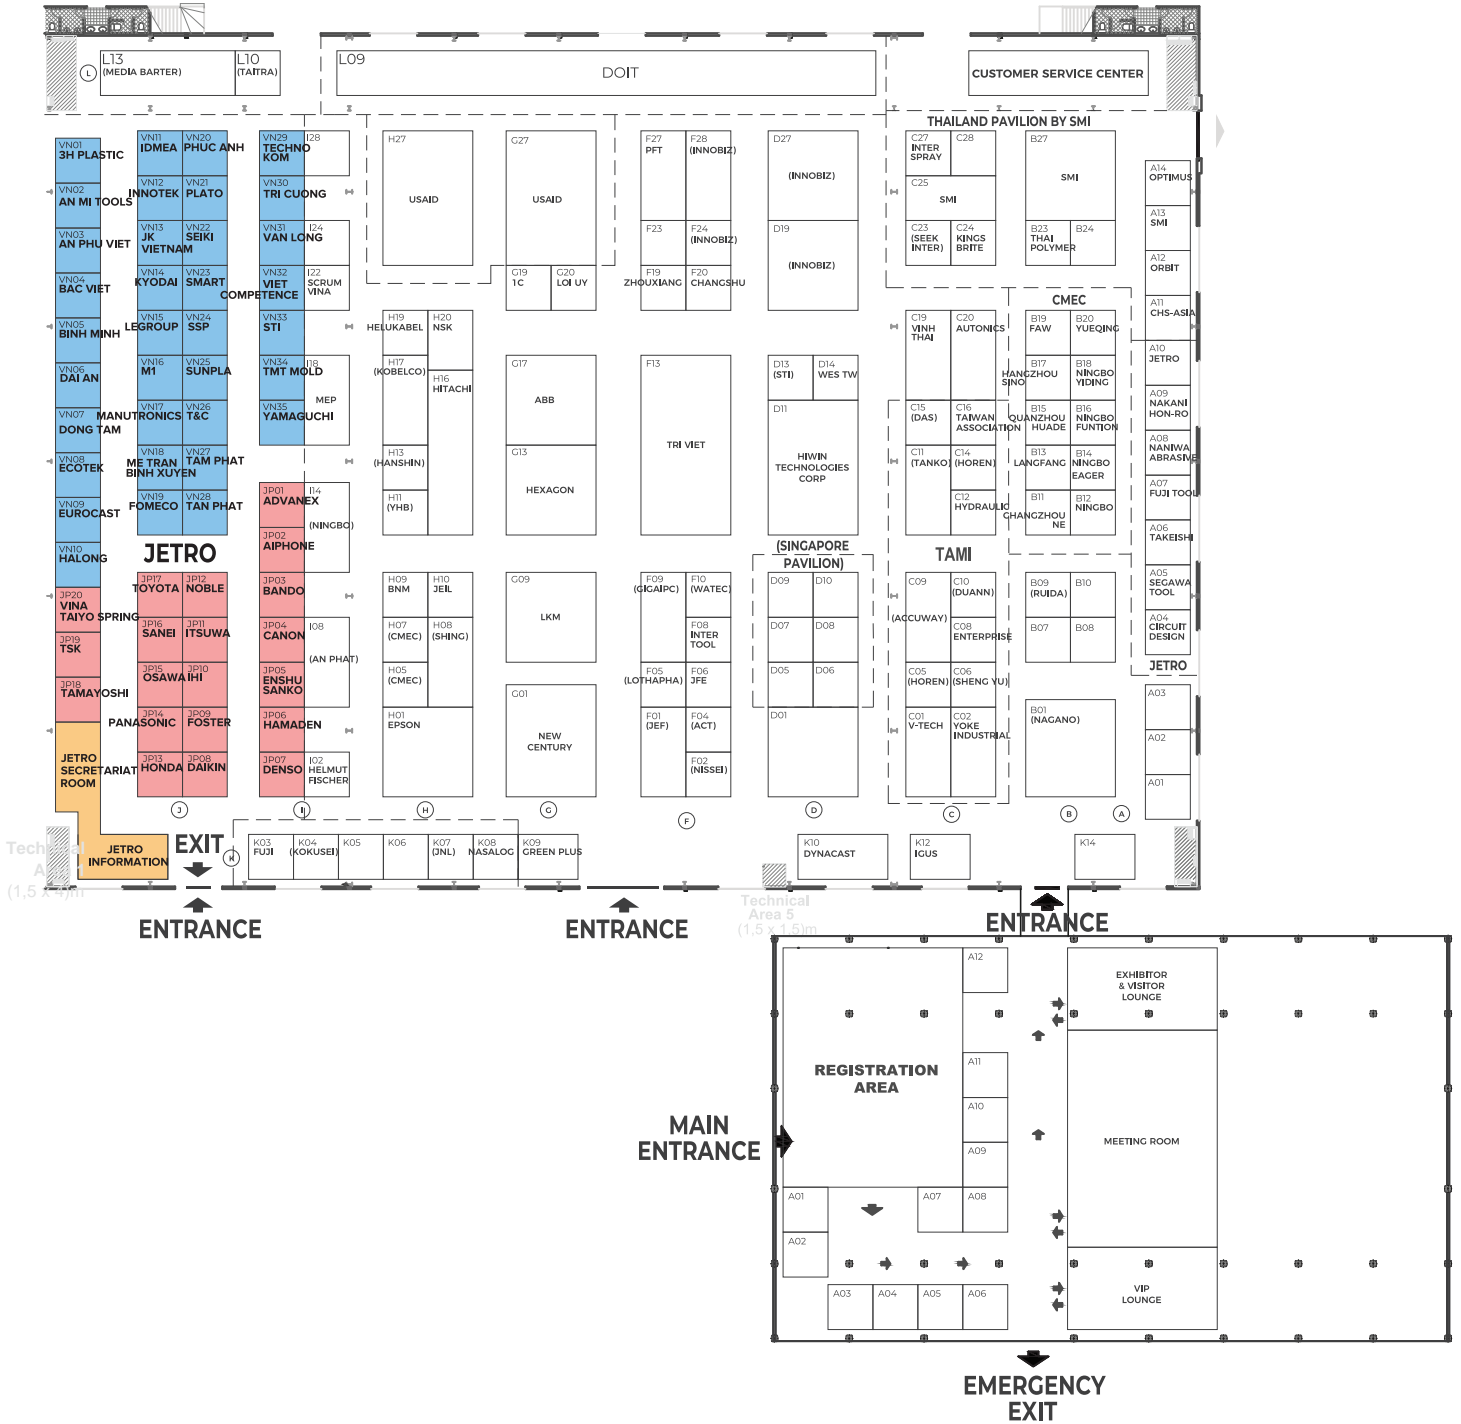 L13
(MEDIA BARTER)
L10
(TAITRA)
L09
DOIT
CUSTOMER SERVICE CENTER
L
THAILAND PAVILION BY SMI
VN01
3H PLASTIC
VN02
AN MI TOOLS
VN03
AN PHU VIET
VN04
BAC VIET
VN05
BINH MINH
VN06
DAI AN
VN07
DONG TAM
VN08
ECOTEK
VN09
EUROCAST
VN10
HALONG
JP20
VINA
TAIYO SPRING
JP19
TSK
JP18
TAMAYOSHI
JETRO
SECRETARIAT
ROOM
JETRO
INFORMATION
VN11
IDMEA
VN20
PHUC ANH
VN12
INNOTEK
VN21
PLATO
VN13
JK
VIETNAM
VN22
SEIKI
VN14
KYODAI
VN23
SMART
VN15
LEGROUP
VN24
SSP
VN16
M1
VN25
SUNPLA
VN17
MANUTRONICS
VN26
T&C
VN18
ME TRAN
BINH XUYEN
VN27
TAM PHAT
VN19
FOMECO
VN28
TAN PHAT
JETRO
JP17
TOYOTA
JP12
NOBLE
JP16
SANEI
JP11
ITSUWA
JP15
OSAWA
JP10
IHI
JP14
PANASONIC
JP09
FOSTER
JP13
HONDA
JP08
DAIKIN
J
VN29
TECHNO
KOM
I28
VN30
TRI CUONG
VN31
VAN LONG
I24
VN32
VIET
COMPETENCE
I22
SCRUM
VINA
VN33
STI
VN34
TMT MOLD
I18
MEP
VN35
YAMAGUCHI
JP01
ADVANEX
I14
(NINGBO)
JP02
AIPHONE
JP03
BANDO
JP04
CANON
I08
(AN PHAT)
JP05
ENSHU
SANKO
JP06
HAMADEN
JP07
DENSO
I02
HELMUT
FISCHER
I
H27
USAID
H19
HELUKABEL
H20
NSK
H17
(KOBELCO)
H16
HITACHI
H13
(HANSHIN)
H11
(YHB)
H09
BNM
H10
JEIL
H07
(CMEC)
H08
(SHING)
H05
(CMEC)
H01
EPSON
H
G27
USAID
G19
1C
G20
LOI UY
G17
ABB
G13
HEXAGON
G09
LKM
G01
NEW
CENTURY
G
F27
PFT
F28
(INNOBIZ)
F23
F24
(INNOBIZ)
F19
ZHOUXIANG
F20
CHANGSHU
F13
TRI VIET
F09
(GIGAIPC)
F10
(WATEC)
F08
INTER
TOOL
F05
(LOTHAPHA)
F06
JFE
F01
(JEF)
F04
(ACT)
F02
(NISSEI)
F
D27
(INNOBIZ)
D19
(INNOBIZ)
D13
(STI)
D14
WES TW
D11
HIWIN
TECHNOLOGIES
CORP
(SINGAPORE
PAVILION)
D09
D10
D07
D08
D05
D06
D01
D
C27
INTER
SPRAY
C28
C25
SMI
C23
(SEEK
INTER)
C24
KINGS
BRITE
C19
VINH
THAI
C20
AUTONICS
C15
(DAS)
C16
TAIWAN
ASSOCIATION
C11
(TANKO)
C14
(HOREN)
C12
HYDRAULIC
TAMI
C09
(ACCUWAY)
C10
(DUANN)
C08
ENTERPRISE
C05
(HOREN)
C06
(SHENG YU)
C01
V-TECH
C02
YOKE
INDUSTRIAL
C
B27
SMI
B23
THAI
POLYMER
B24
CMEC
B19
FAW
B20
YUEQING
B17
HANGZHOU
SINO
B18
NINGBO
YIDING
B15
QUANZHOU
HUADE
B16
NINGBO
FUNTION
B13
LANGFANG
B14
NINGBO
EAGER
B11
CHANGZHOU
NE
B12
NINGBO
B09
(RUIDA)
B10
B07
B08
B01
(NAGANO)
B
A
A14
OPTIMUS
A13
SMI
A12
ORBIT
A11
CHS-ASIA
A10
JETRO
A09
NAKANI
HON-RO
A08
NANIWA
ABRASIVE
A07
FUJI TOOL
A06
TAKEISHI
A05
SEGAWA
TOOL
A04
CIRCUIT
DESIGN
JETRO
A03
A02
A01
EXIT
K
K03
FUJI
K04
(KOKUSEI)
K05
K06
K07
(JNL)
K08
NASALOG
K09
GREEN PLUS
K10
DYNACAST
K12
IGUS
K14
(1,5 x 4)m
ENTRANCE
ENTRANCE
Technical
Area 5
(1,5 x 1,5)m
ENTRANCE
A12
EXHIBITOR
& VISITOR
LOUNGE
REGISTRATION
AREA
A11
A10
A09
MAIN
ENTRANCE
MEETING ROOM
A01
A07
A08
A02
A03
A04
A05
A06
VIP
LOUNGE
EMERGENCY
EXIT